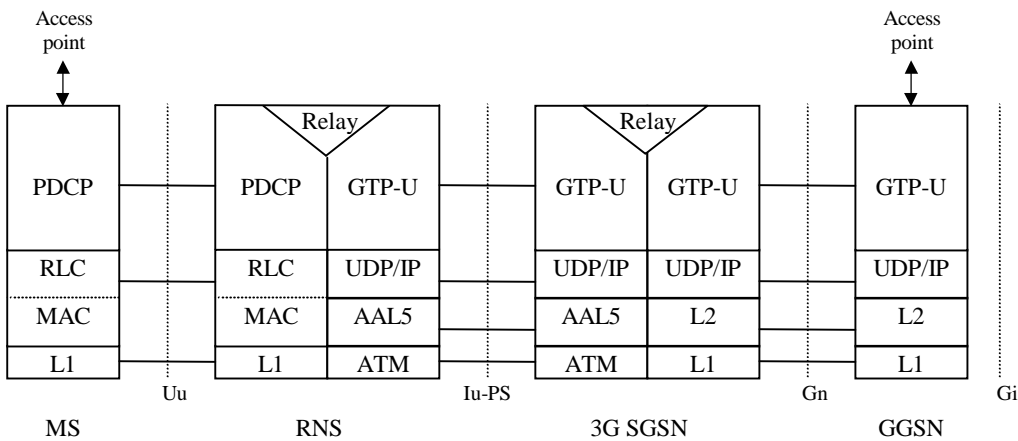 Access
point
Access
point
Relay
Relay
PDCP
PDCP
GTP-U
GTP-U
GTP-U
GTP-U
RLC
RLC
UDP/IP
UDP/IP
UDP/IP
UDP/IP
MAC
MAC
AAL5
AAL5
L2
L2
L1
L1
ATM
ATM
L1
L1
Uu
Iu-PS
Gn
Gi
MS
RNS
3G SGSN
GGSN